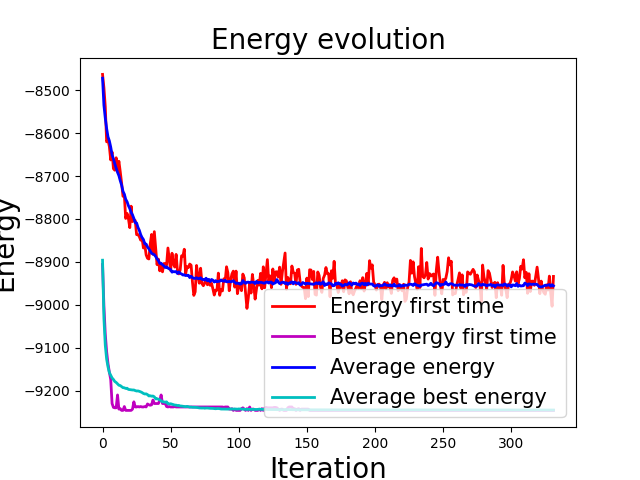 Energy evolution
Energy
−8500
−8600
−8700
−8800
−8900
−9000
−9100
−9200
Energy first time
Best energy first time
Average energy
Average best energy
0
50
100
150
200
250
300
Iteration